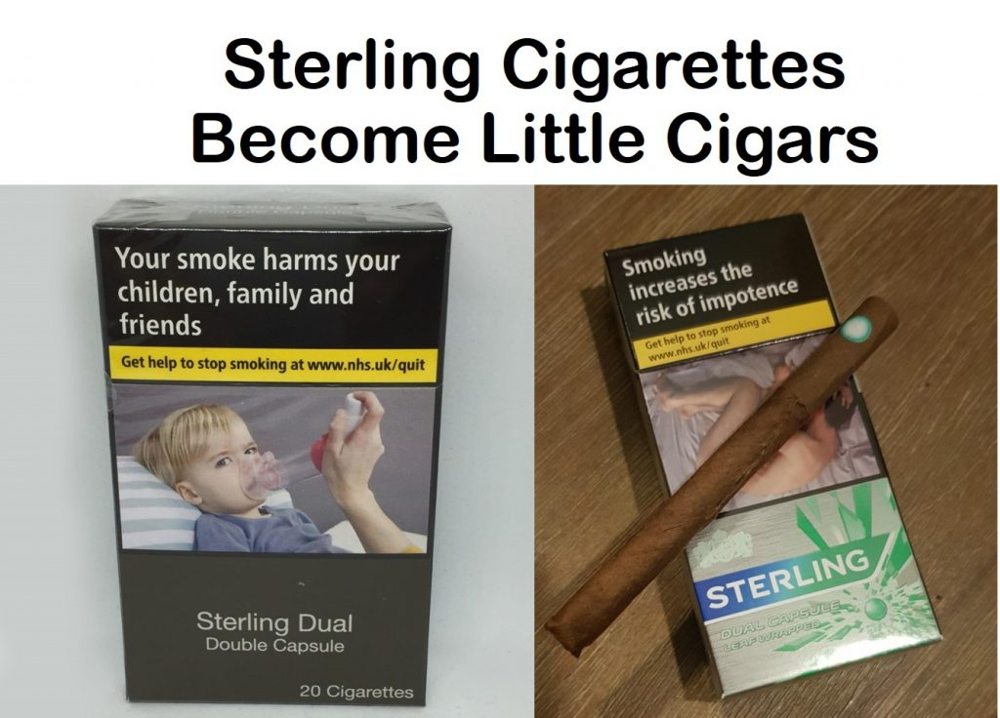 Sterling Cigarettes
Become Little Cigars
Your smoke harms your
children, family and
friends
Get help to stop smoking at www.nhs.uk/quit
Sterling Dual
Double Capsule
20 Cigarettes
Smoking
increases the
risk of impotence
Get help to stop smoking at
www.nhs.uk/quit
STERLING
DUAL CAPSULE
LEAF WRAPPED